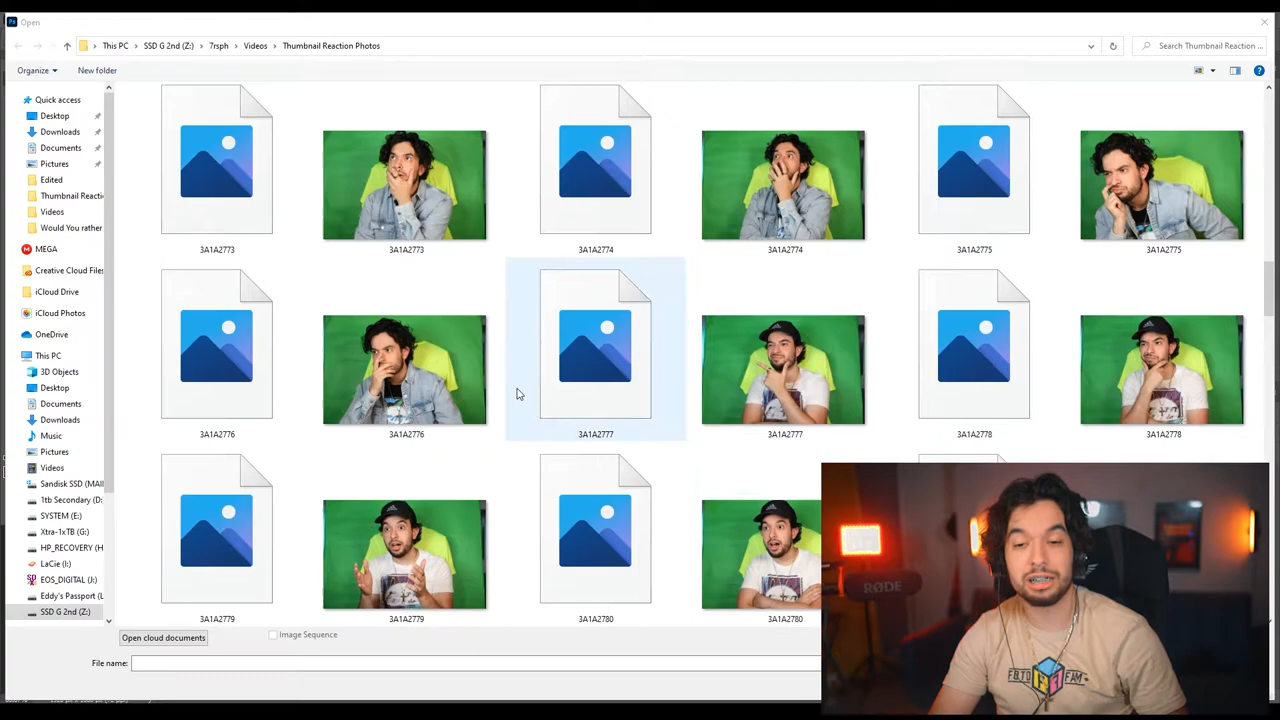 Ps Open
This PC > SSD G 2nd (Z:) > 7rsph > Videos > Thumbnail Reaction Photos
Search Thumbnail Reaction ...
Organize
New folder
Quick access
Desktop
Downloads
Documents
Pictures
Edited
Thumbnail Reacti
Videos
Would You rather
MEGA
Creative Cloud Files
iCloud Drive
iCloud Photos
OneDrive
This PC
3D Objects
Desktop
Documents
Downloads
Music
Pictures
Videos
Sandisk SSD (MAI
1tb Secondary (D:
SYSTEM (E:)
Xtra-1xTB (G:)
HP_RECOVERY (H
LaCie (I:)
EOS_DIGITAL (J:)
Eddy's Passport (L
SSD G 2nd (Z:)
3A1A2773
3A1A2773
3A1A2774
3A1A2774
3A1A2775
3A1A2775
3A1A2776
3A1A2776
3A1A2777
3A1A2777
3A1A2778
3A1A2778
3A1A2779
3A1A2779
3A1A2780
3A1A2780
Open cloud documents
Image Sequence
File name:
RØDE